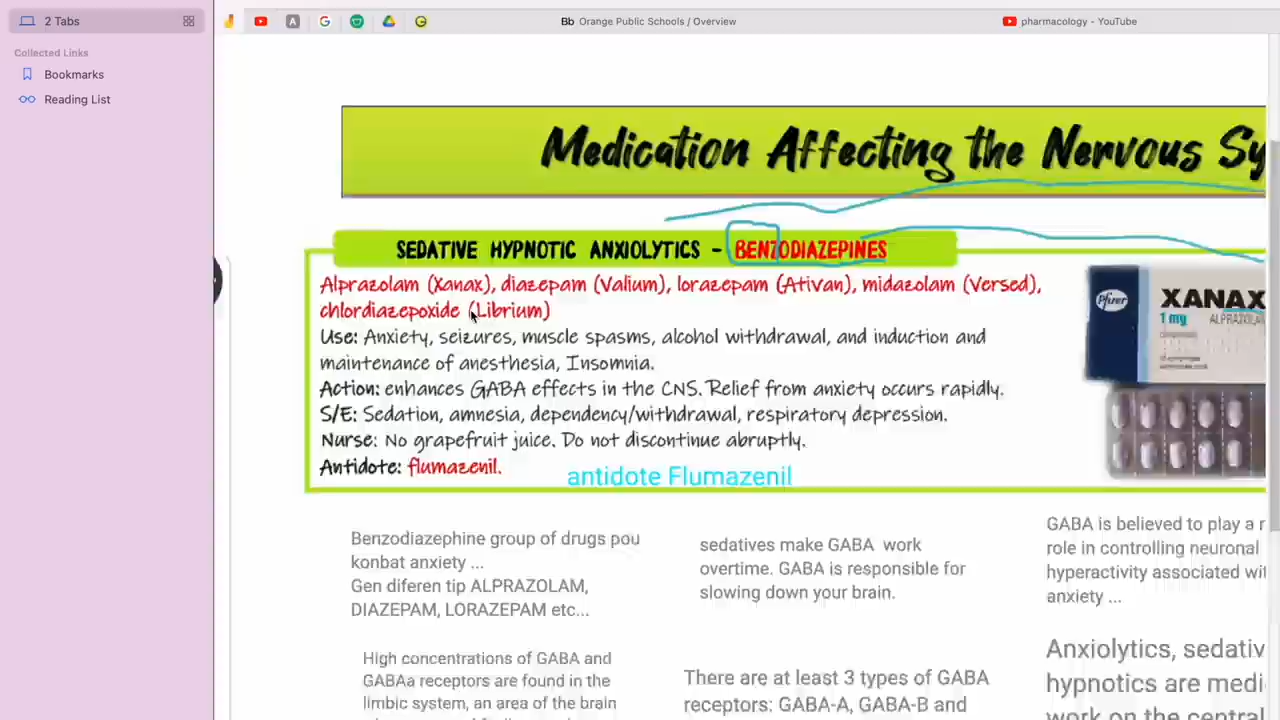 2 Tabs
Collected Links
Bookmarks
Reading List
Bb Orange Public Schools / Overview
pharmacology - YouTube
Medication Affecting the Nervous Sy
SEDATIVE HYPNOTIC ANXIOLYTICS - BENZODIAZEPINES
Alprazolam (Xanax), diazepam (Valium), lorazepam (Ativan), midazolam (Versed),
chlordiazepoxide (Librium)
Use: Anxiety, seizures, muscle spasms, alcohol withdrawal, and induction and
maintenance of anesthesia, Insomnia.
Action: enhances GABA effects in the CNS. Relief from anxiety occurs rapidly.
S/E: Sedation, amnesia, dependency/withdrawal, respiratory depression.
Nurse: No grapefruit juice. Do not discontinue abruptly.
Antidote: flumazenil.
antidote Flumazenil
Pfizer
XANAX
1 mg
ALPRAZOLA
Benzodiazephine group of drugs pou
konbat anxiety ...
Gen diferen tip ALPRAZOLAM,
DIAZEPAM, LORAZEPAM etc...
sedatives make GABA work
overtime. GABA is responsible for
slowing down your brain.
GABA is believed to play a r
role in controlling neuronal
hyperactivity associated wit
anxiety ...
High concentrations of GABA and
GABAa receptors are found in the
limbic system, an area of the brain
There are at least 3 types of GABA
receptors: GABA-A, GABA-B and
Anxiolytics, sedativ
hypnotics are medi
work on the central